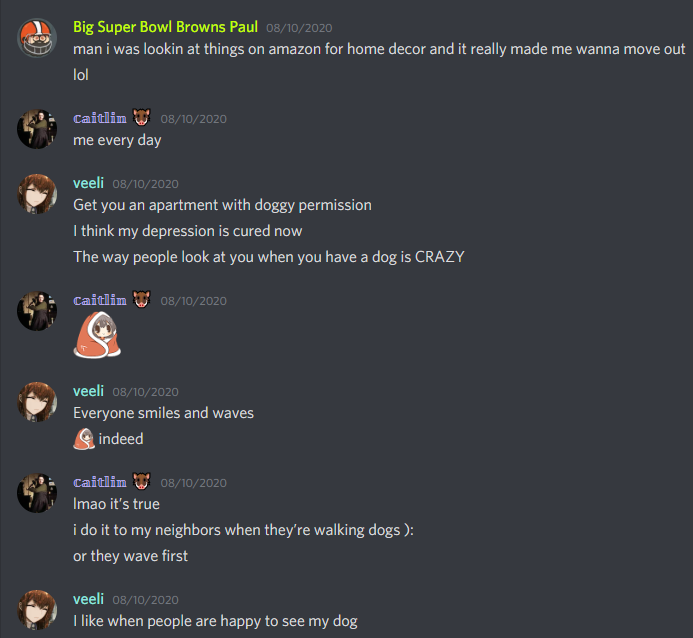 Big Super Bowl Browns Paul 08/10/2020
man i was lookin at things on amazon for home decor and it really made me wanna move out
lol
𝕔𝕒𝕚𝕥𝕝𝕚𝕟 08/10/2020
me every day
veeli 08/10/2020
Get you an apartment with doggy permission
I think my depression is cured now
The way people look at you when you have a dog is CRAZY
𝕔𝕒𝕚𝕥𝕝𝕚𝕟 08/10/2020
veeli 08/10/2020
Everyone smiles and waves
indeed
𝕔𝕒𝕚𝕥𝕝𝕚𝕟 08/10/2020
lmao it's true
i do it to my neighbors when they're walking dogs ):
or they wave first
veeli 08/10/2020
I like when people are happy to see my dog